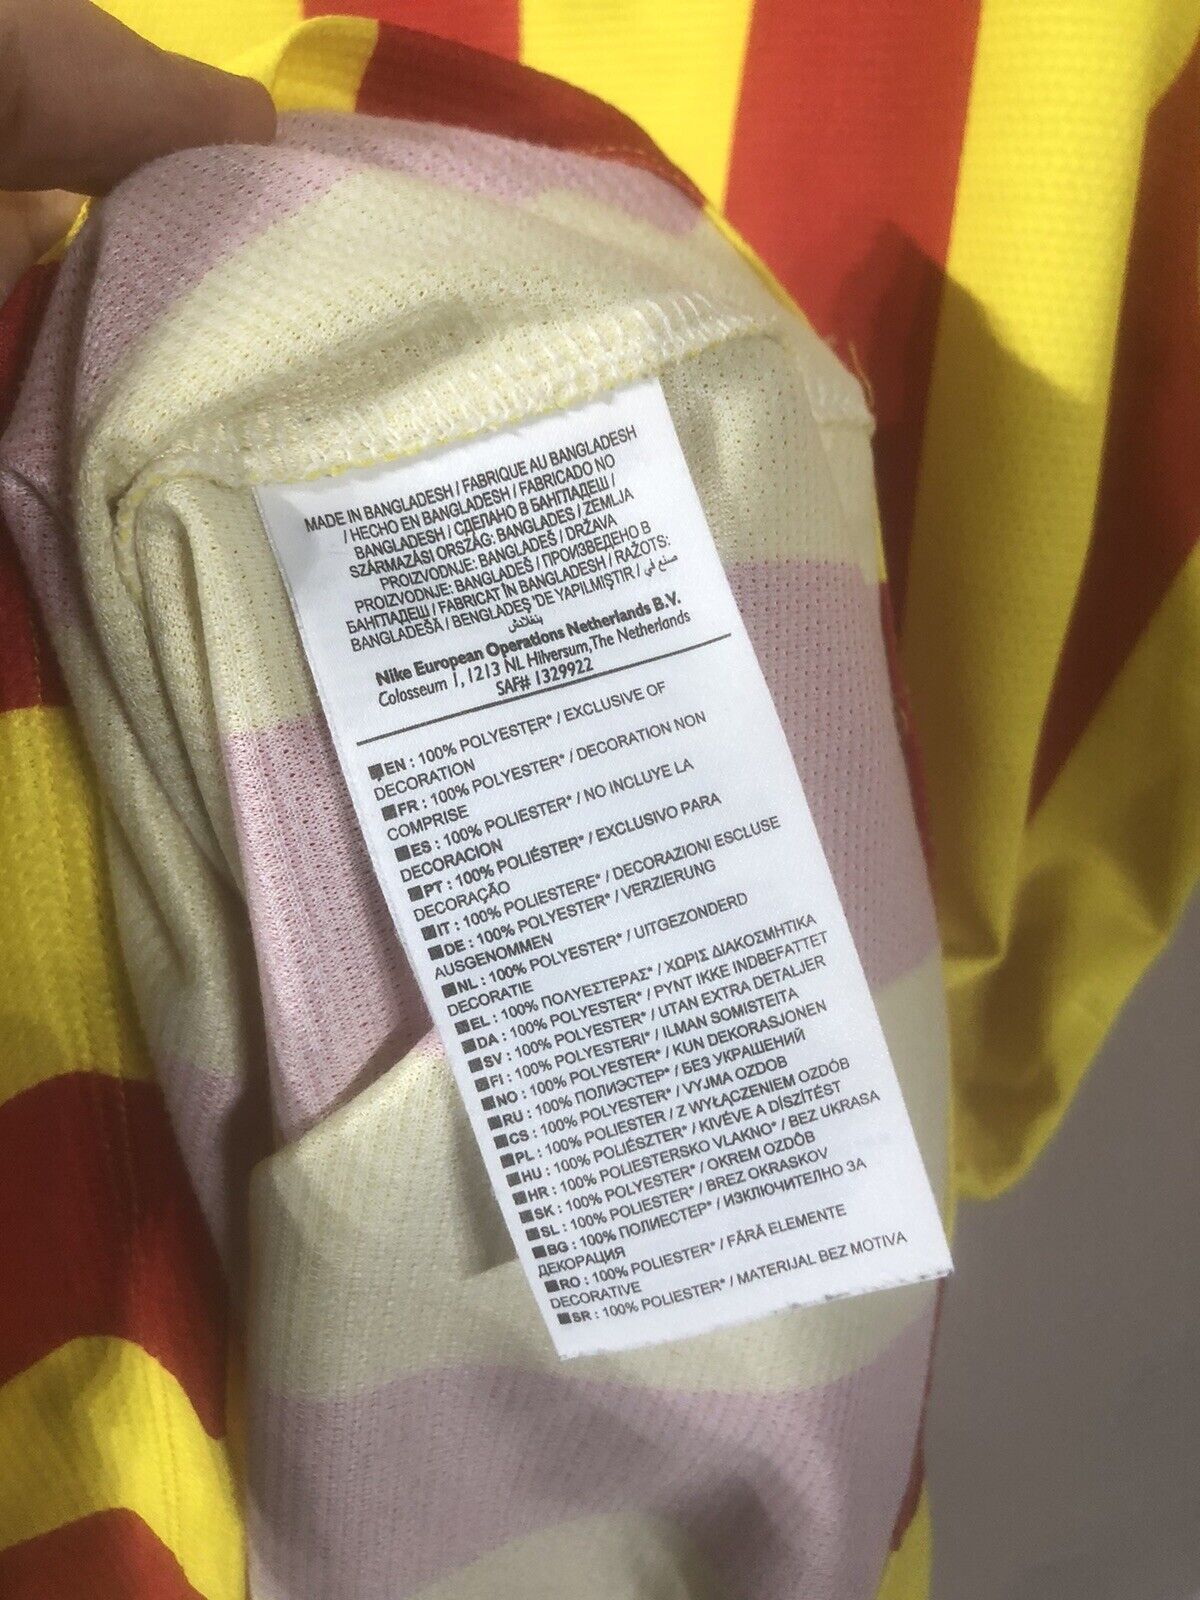 MADE IN BANGLADESH / FABRIQUE AU BANGLADESH
/ HECHO EN BANGLADESH / FABRICADO NO
BANGLADESH / СДЕЛАНО В БАНГЛАДЕШ /
SZÁRMAZÁSI ORSZÁG: BANGLADES / ZEMLJA
PROIZVODNJE: BANGLADEŠ / DRŽAVA
PROIZVODNJE: BANGLADEŠ / ПРОИЗВЕДЕНО В
БАНГЛАДЕШ / FABRICAT ÎN BANGLADESH / RAŽOTS:
BANGLADEŠĀ / BENGLADEŞ 'DE YAPILMIŞTIR / صنع في
بنغلادش
Nike European Operations Netherlands B.V.
Colosseum 1, 1213 NL Hilversum,The Netherlands
SAF# 1329922
EN : 100% POLYESTER* / EXCLUSIVE OF
DECORATION
FR : 100% POLYESTER* / DECORATION NON
COMPRISE
ES : 100% POLIESTER* / NO INCLUYE LA
DECORACION
PT : 100% POLIÉSTER* / EXCLUSIVO PARA
DECORAÇÃO
IT : 100% POLIESTERE* / DECORAZIONI ESCLUSE
DE : 100% POLYESTER* / VERZIERUNG
AUSGENOMMEN
NL : 100% POLYESTER* / UITGEZONDERD
DECORATIE
EL : 100% ΠΟΛΥΕΣΤΕΡΑΣ* / ΧΩΡΙΣ ΔΙΑΚΟΣΜΗΤΙΚΑ
DA : 100% POLYESTER* / PYNT IKKE INDBEFATTET
SV : 100% POLYESTER* / UTAN EXTRA DETALJER
FI : 100% POLYESTERI* / ILMAN SOMISTEITA
NO : 100% POLYESTER* / KUN DEKORASJONEN
RU : 100% ПОЛИЭСТЕР* / БЕЗ УКРАШЕНИЙ
CS : 100% POLYESTER* / VYJMA OZDOB
PL : 100% POLIESTER / Z WYŁĄCZENIEM OZDÓB
HU : 100% POLIÉSZTER* / KIVÉVE A DÍSZÍTÉST
HR : 100% POLIESTERSKO VLAKNO* / BEZ UKRASA
SK : 100% POLYESTER* / OKREM OZDÔB
SL : 100% POLIESTER* / BREZ OKRASKOV
BG : 100% ПОЛИЕСТЕР* / ИЗКЛЮЧИТЕЛНО ЗА
ДЕКОРАЦИЯ
RO : 100% POLIESTER* / FĂRĂ ELEMENTE
DECORATIVE
SR : 100% POLIESTER* / MATERIJAL BEZ MOTIVA